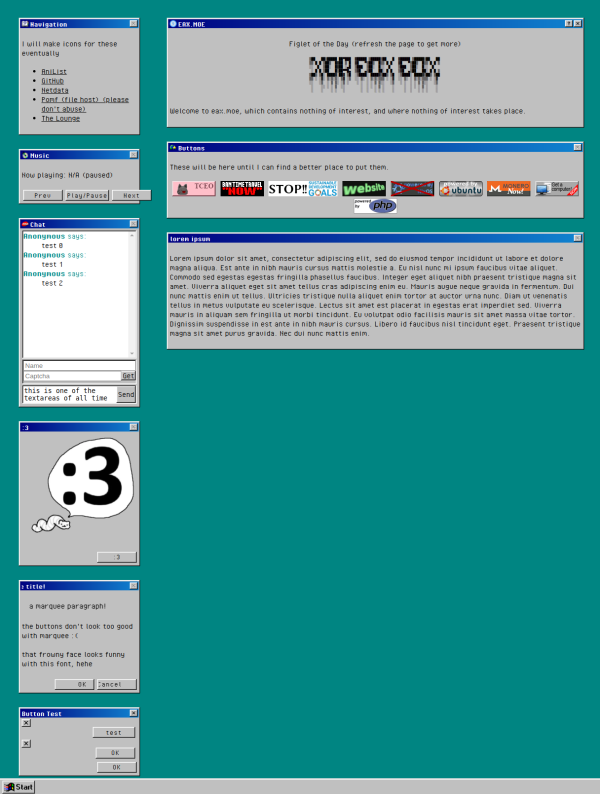 Navigation
I will make icons for these
eventually
AniList
GitHub
Netdata
Pomf (file host) (please
don't abuse)
The Lounge
Music
Now playing: N/A (paused)
Prev Play/Pause Next
Chat
Anonymous says:
test 0
Anonymous says:
test 1
Anonymous says:
test 2
Name
Captcha Get
this is one of the
textareas of all time
Send
:3
:3
:3
title!
a marquee paragraph!
the buttons don't look too good
with marquee :(
that frowny face looks funny
with this font, hehe
OK Cancel
Button Test
test
OK
OK
EAX.MOE
Figlet of the Day (refresh the page to get more)
XOR EAX EAX
Welcome to eax.moe, which contains nothing of interest, and where nothing of interest takes place.
Buttons
These will be here until I can find a better place to put them.
TCEO
ANYTIME TRAVEL
NOW
STOP!!
SUSTAINABLE
DEVELOPMENT
GOALS
website
powered by
ubuntu
MONERO
Now!
Get a
computer!
powered
by php
lorem ipsum
Lorem ipsum dolor sit amet, consectetur adipiscing elit, sed do eiusmod tempor incididunt ut labore et dolore
magna aliqua. Est ante in nibh mauris cursus mattis molestie a. Eu nisl nunc mi ipsum faucibus vitae aliquet.
Commodo sed egestas egestas fringilla phasellus faucibus. Integer eget aliquet nibh praesent tristique magna sit
amet. Viverra aliquet eget sit amet tellus cras adipiscing enim eu. Mauris augue neque gravida in fermentum. Dui
nunc mattis enim ut tellus. Ultricies tristique nulla aliquet enim tortor at auctor urna nunc. Diam ut venenatis
tellus in metus vulputate eu scelerisque. Lectus sit amet est placerat in egestas erat imperdiet sed. Viverra
mauris in aliquam sem fringilla ut morbi tincidunt. Eu volutpat odio facilisis mauris sit amet massa vitae tortor.
Dignissim suspendisse in est ante in nibh mauris cursus. Libero id faucibus nisl tincidunt eget. Praesent tristique
magna sit amet purus gravida. Nec dui nunc mattis enim.
Start